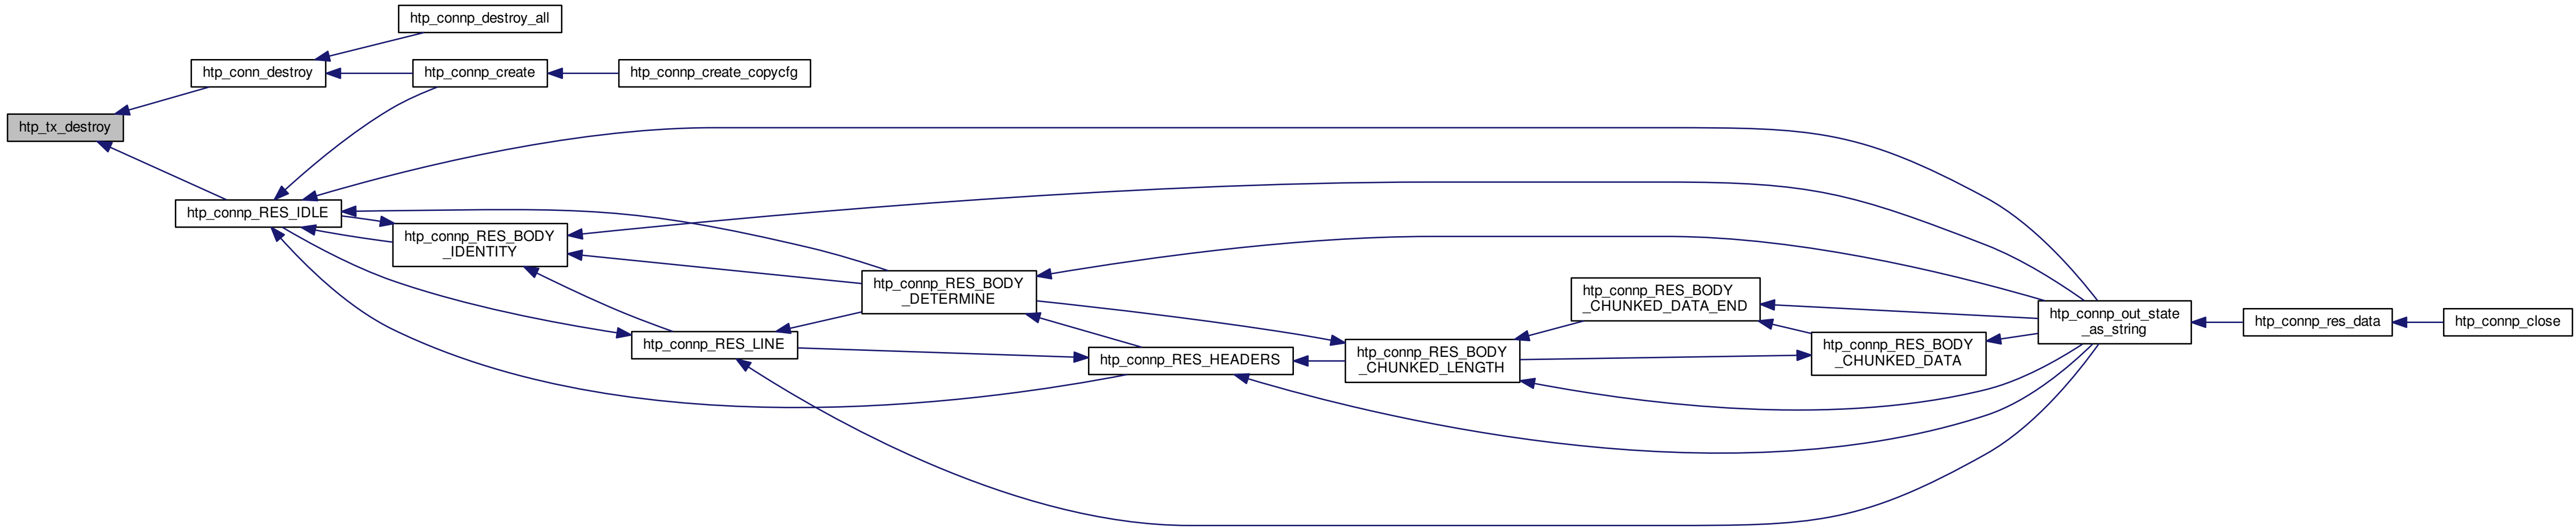 htp_connp_destroy_all
htp_conn_destroy
htp_connp_create
htp_connp_create_copycfg
htp_tx_destroy
htp_connp_RES_IDLE
htp_connp_RES_BODY
_IDENTITY
htp_connp_RES_BODY
_DETERMINE
htp_connp_RES_LINE
htp_connp_RES_HEADERS
htp_connp_RES_BODY
_CHUNKED_LENGTH
htp_connp_RES_BODY
_CHUNKED_DATA_END
htp_connp_RES_BODY
_CHUNKED_DATA
htp_connp_out_state
_as_string
htp_connp_res_data
htp_connp_close